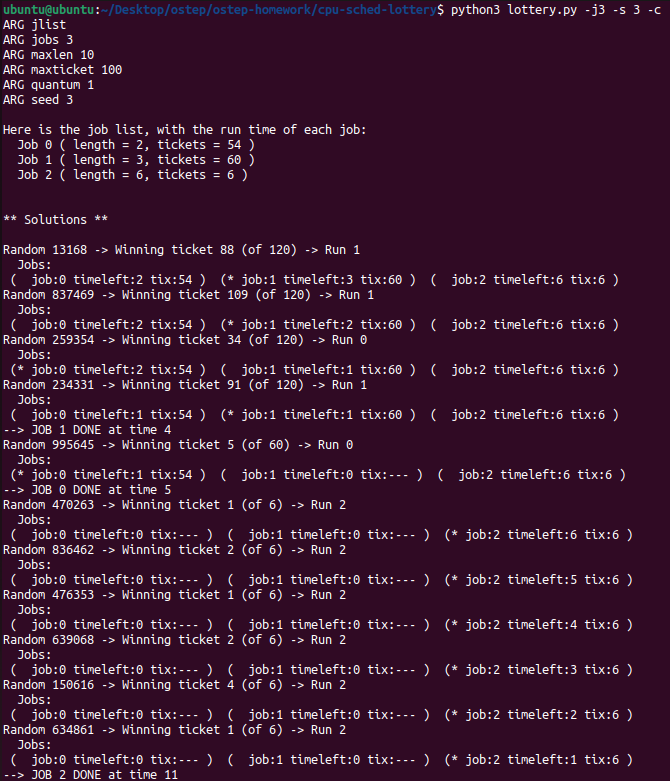 ubuntu@ubuntu:~/Desktop/ostep/ostep-homework/cpu-sched-lottery$ python3 lottery.py -j3 -s 3 -c
ARG jlist
ARG jobs 3
ARG maxlen 10
ARG maxticket 100
ARG quantum 1
ARG seed 3

Here is the job list, with the run time of each job:
  Job 0 ( length = 2, tickets = 54 )
  Job 1 ( length = 3, tickets = 60 )
  Job 2 ( length = 6, tickets = 6 )


** Solutions **

Random 13168 -> Winning ticket 88 (of 120) -> Run 1
  Jobs:
 (  job:0 timeleft:2 tix:54 )  (* job:1 timeleft:3 tix:60 )  (  job:2 timeleft:6 tix:6 )
Random 837469 -> Winning ticket 109 (of 120) -> Run 1
  Jobs:
 (  job:0 timeleft:2 tix:54 )  (* job:1 timeleft:2 tix:60 )  (  job:2 timeleft:6 tix:6 )
Random 259354 -> Winning ticket 34 (of 120) -> Run 0
  Jobs:
 (* job:0 timeleft:2 tix:54 )  (  job:1 timeleft:1 tix:60 )  (  job:2 timeleft:6 tix:6 )
Random 234331 -> Winning ticket 91 (of 120) -> Run 1
  Jobs:
 (  job:0 timeleft:1 tix:54 )  (* job:1 timeleft:1 tix:60 )  (  job:2 timeleft:6 tix:6 )
--> JOB 1 DONE at time 4
Random 995645 -> Winning ticket 5 (of 60) -> Run 0
  Jobs:
 (* job:0 timeleft:1 tix:54 )  (  job:1 timeleft:0 tix:--- )  (  job:2 timeleft:6 tix:6 )
--> JOB 0 DONE at time 5
Random 470263 -> Winning ticket 1 (of 6) -> Run 2
  Jobs:
 (  job:0 timeleft:0 tix:--- )  (  job:1 timeleft:0 tix:--- )  (* job:2 timeleft:6 tix:6 )
Random 836462 -> Winning ticket 2 (of 6) -> Run 2
  Jobs:
 (  job:0 timeleft:0 tix:--- )  (  job:1 timeleft:0 tix:--- )  (* job:2 timeleft:5 tix:6 )
Random 476353 -> Winning ticket 1 (of 6) -> Run 2
  Jobs:
 (  job:0 timeleft:0 tix:--- )  (  job:1 timeleft:0 tix:--- )  (* job:2 timeleft:4 tix:6 )
Random 639068 -> Winning ticket 2 (of 6) -> Run 2
  Jobs:
 (  job:0 timeleft:0 tix:--- )  (  job:1 timeleft:0 tix:--- )  (* job:2 timeleft:3 tix:6 )
Random 150616 -> Winning ticket 4 (of 6) -> Run 2
  Jobs:
 (  job:0 timeleft:0 tix:--- )  (  job:1 timeleft:0 tix:--- )  (* job:2 timeleft:2 tix:6 )
Random 634861 -> Winning ticket 1 (of 6) -> Run 2
  Jobs:
 (  job:0 timeleft:0 tix:--- )  (  job:1 timeleft:0 tix:--- )  (* job:2 timeleft:1 tix:6 )
--> JOB 2 DONE at time 11